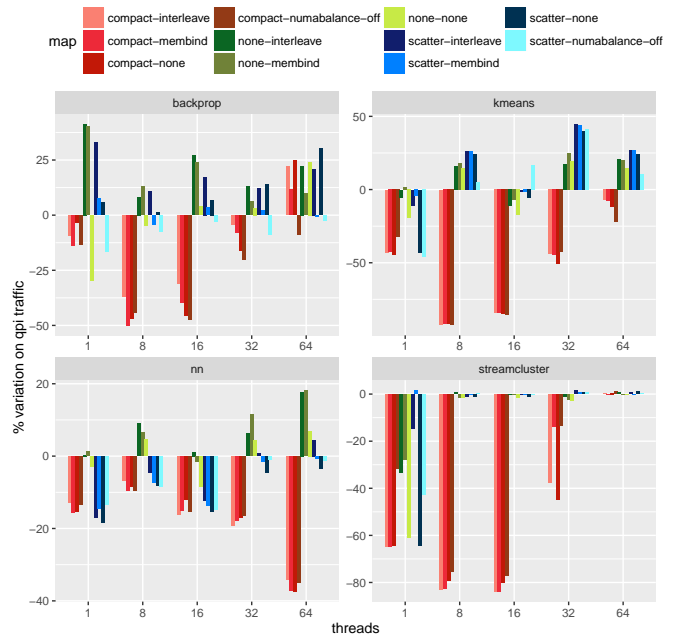 map
compact−interleave
compact−numabalance−off
none−none
scatter−none
compact−membind
none−interleave
scatter−interleave
scatter−numabalance−off
compact−none
none−membind
scatter−membind
% variation on qpi traffic
backprop
25
0
−25
−50
1 8 16 32 64
kmeans
50
0
−50
1 8 16 32 64
nn
20
0
−20
−40
1 8 16 32 64
streamcluster
0
−20
−40
−60
−80
1 8 16 32 64
threads